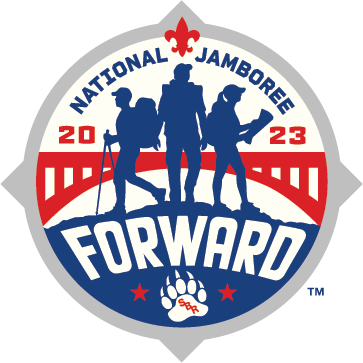 NATIONAL JAMBOREE
20 23
FORWARD
SBR
TM